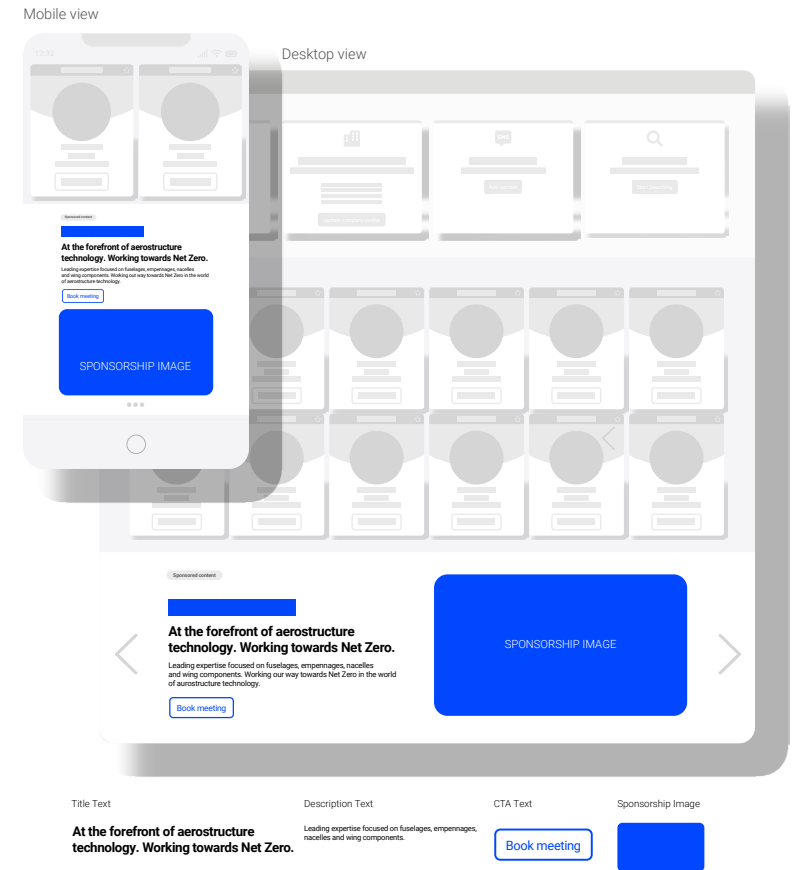 Mobile view
12:32
Desktop view
SMS
Sponsored content
At the forefront of aerostructure
technology. Working towards Net Zero.
Leading expertise focused on fuselages, empennages, nacelles
and wing components. Working out way towards Net Zero in the world
of aerostructure technology.
Book meeting
SPONSORSHIP IMAGE
Sponsored content
At the forefront of aerostructure
technology. Working towards Net Zero.
Leading expertise focused on fuselages, empennages, nacelles
and wing components. Working our way towards Net Zero in the world
of aurostructure technology.
Book meeting
SPONSORSHIP IMAGE
Title Text
Description Text
CTA Text
Sponsorship Image
At the forefront of aerostructure
technology. Working towards Net Zero.
Leading expertise focused on fuselages, empennages,
nacelles and wing components.
Book meeting